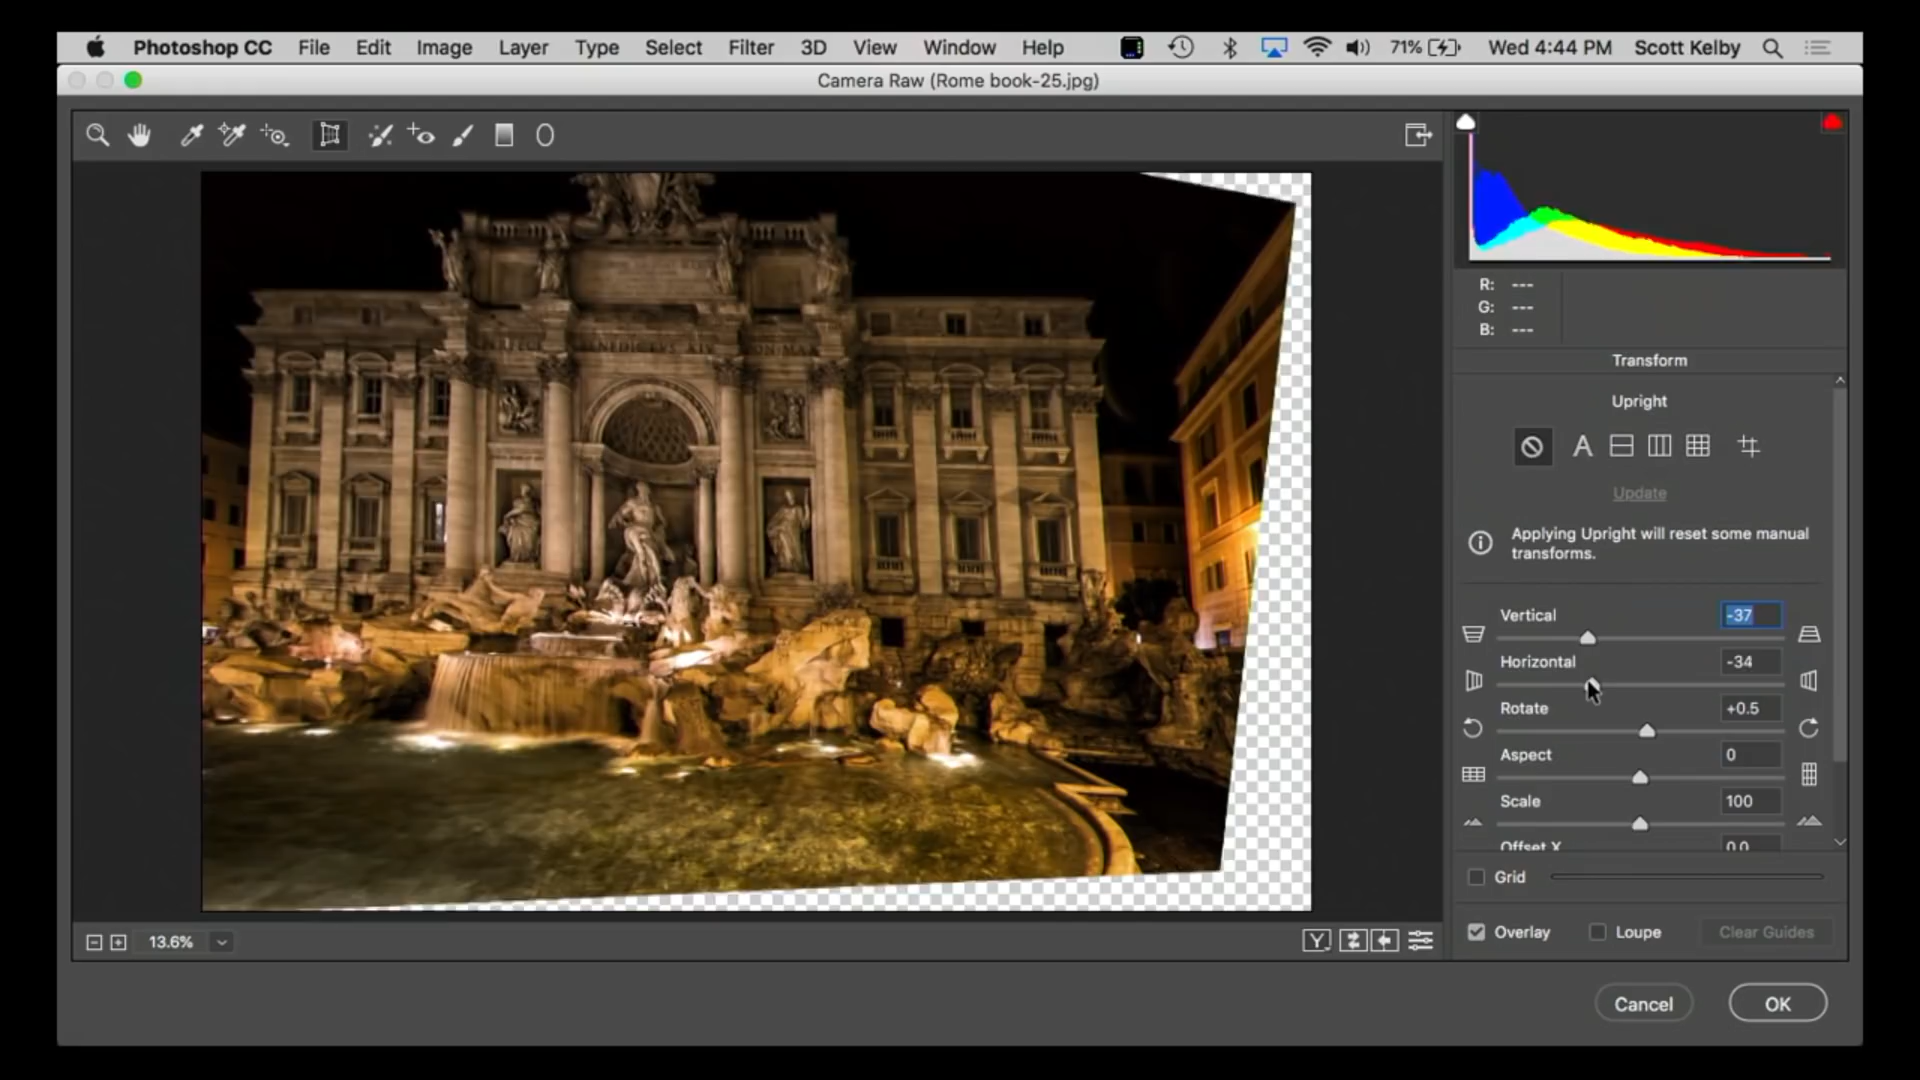 Photoshop CC File Edit Image Layer Type Select Filter 3D View Window Help 71% Wed 4:44 PM Scott Kelby
Camera Raw (Rome book-25.jpg)
R: ---
G: ---
B: ---
Transform
Upright
A
Update
Applying Upright will reset some manual
transforms.
Vertical -37
Horizontal -34
Rotate +0.5
Aspect 0
Scale 100
Offset X 0.0
Grid
Overlay Loupe Clear Guides
13.6% Y
Cancel OK
BENEDICTVS XIV